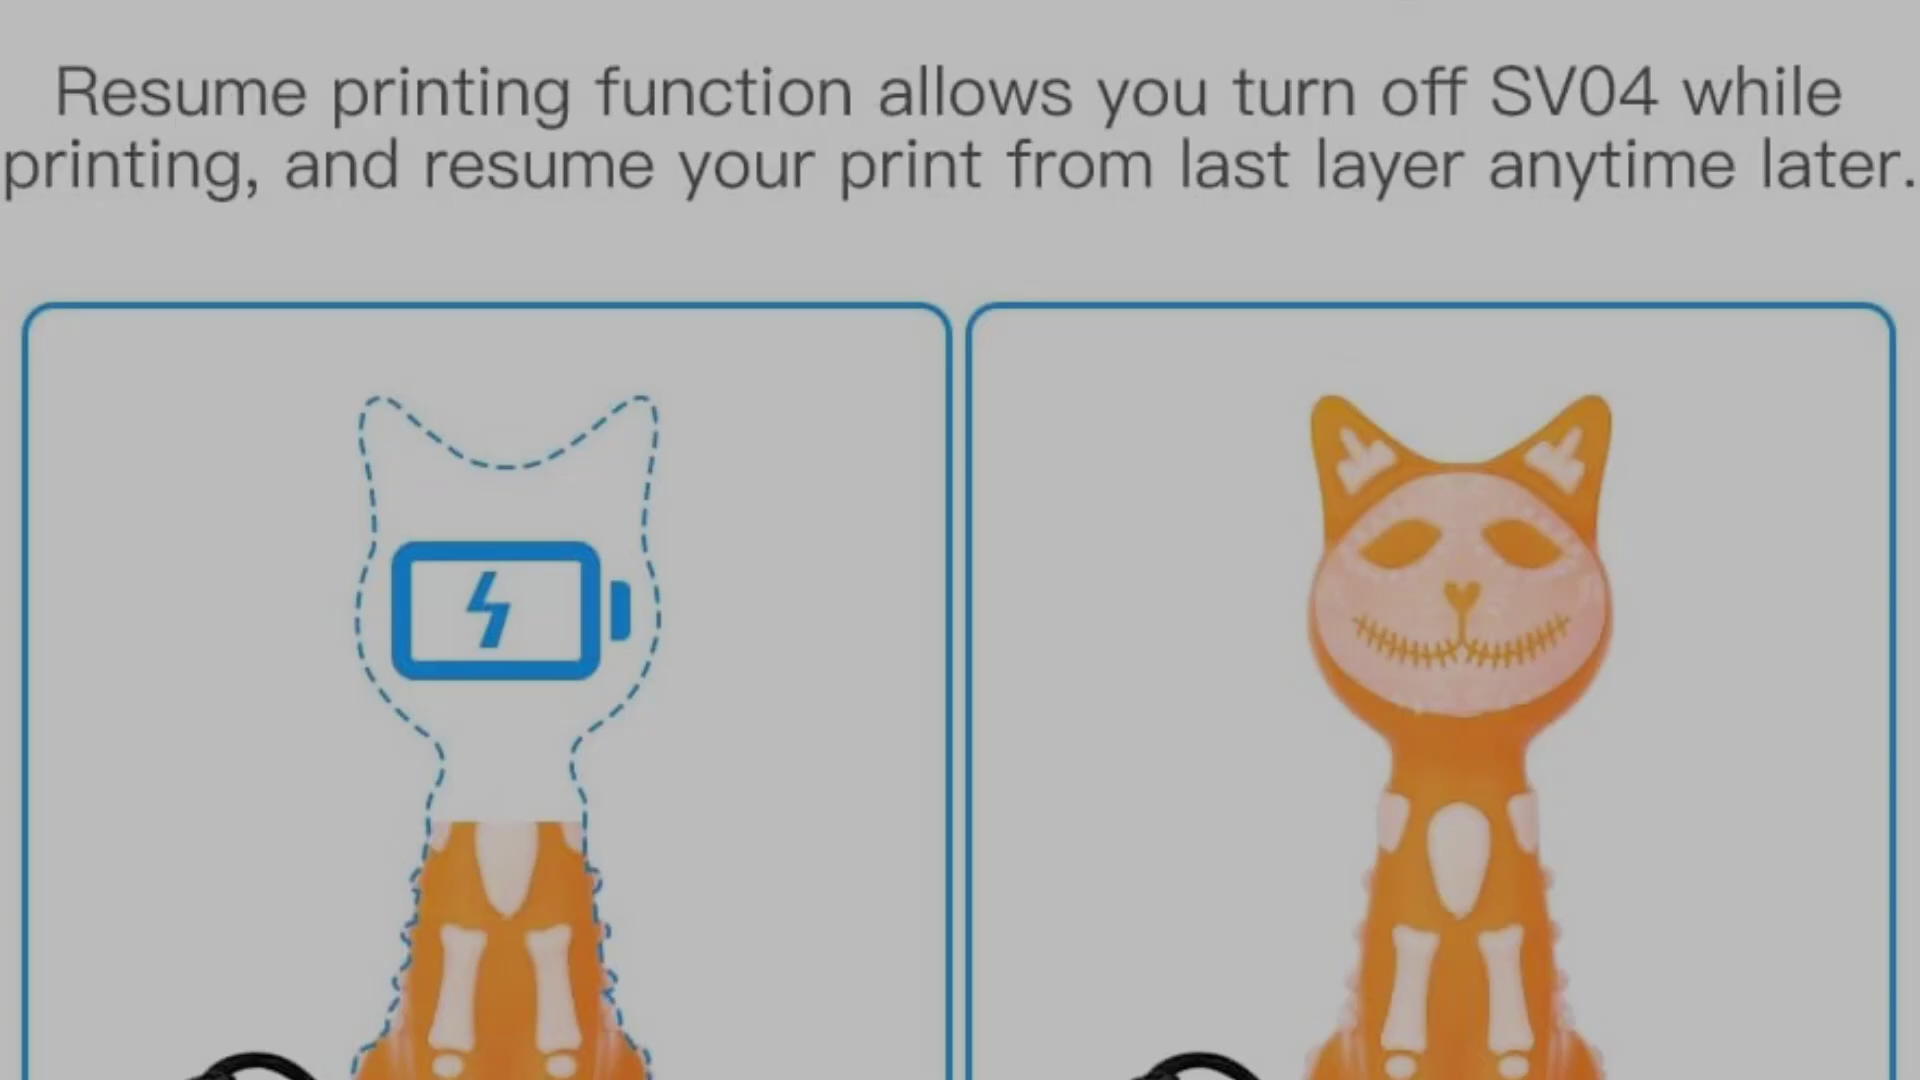 Resume printing function allows you turn off SV04 while
printing, and resume your print from last layer anytime later.